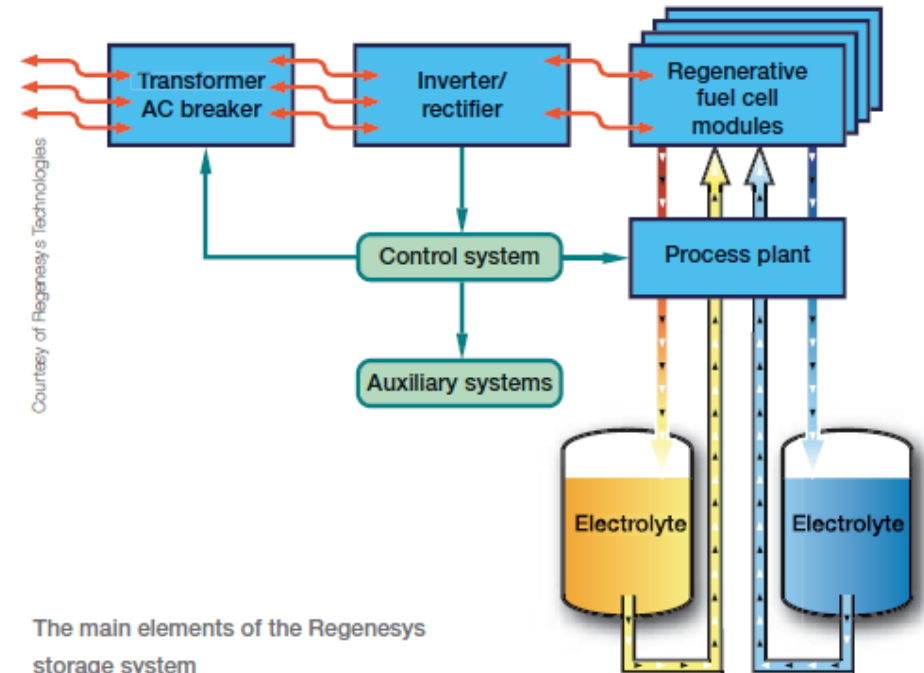 Transformer
AC breaker
Inverter/
rectifier
Regenerative
fuel cell
modules
Courtesy of Regenesys Technologies
Control system
Process plant
Auxiliary systems
Electrolyte
Electrolyte
The main elements of the Regenesys
storage system